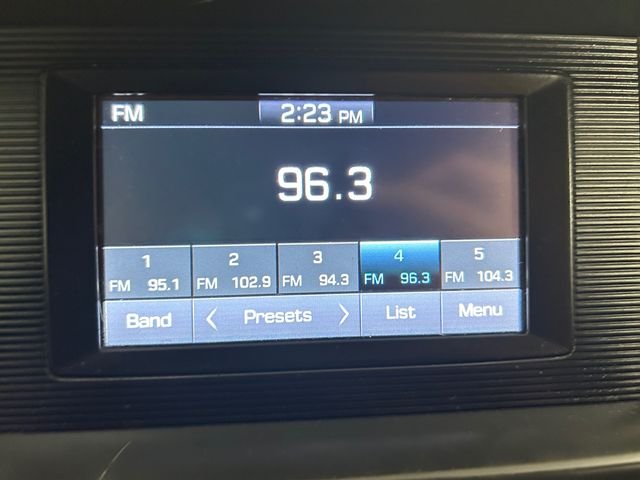 FM 2:23 PM
96.3
1 2 3 4 5
FM 95.1 FM 102.9 FM 94.3 FM 96.3 FM 104.3
Band < Presets > List Menu